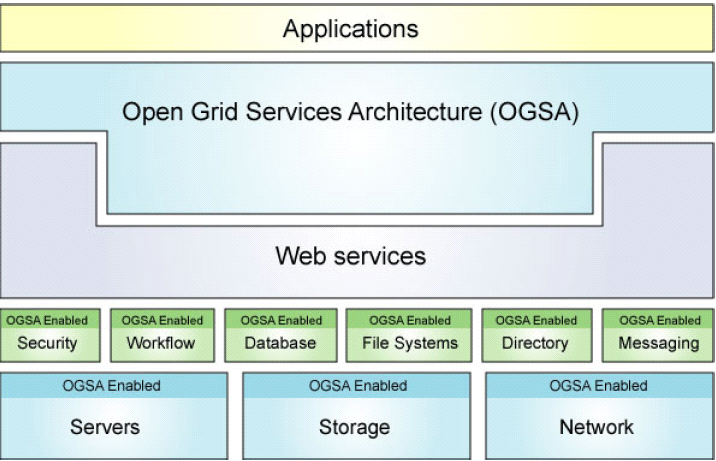 Applications
Open Grid Services Architecture (OGSA)
Web services
OGSA Enabled
Security
OGSA Enabled
Workflow
OGSA Enabled
Database
OGSA Enabled
File Systems
OGSA Enabled
Directory
OGSA Enabled
Messaging
OGSA Enabled
Servers
OGSA Enabled
Storage
OGSA Enabled
Network